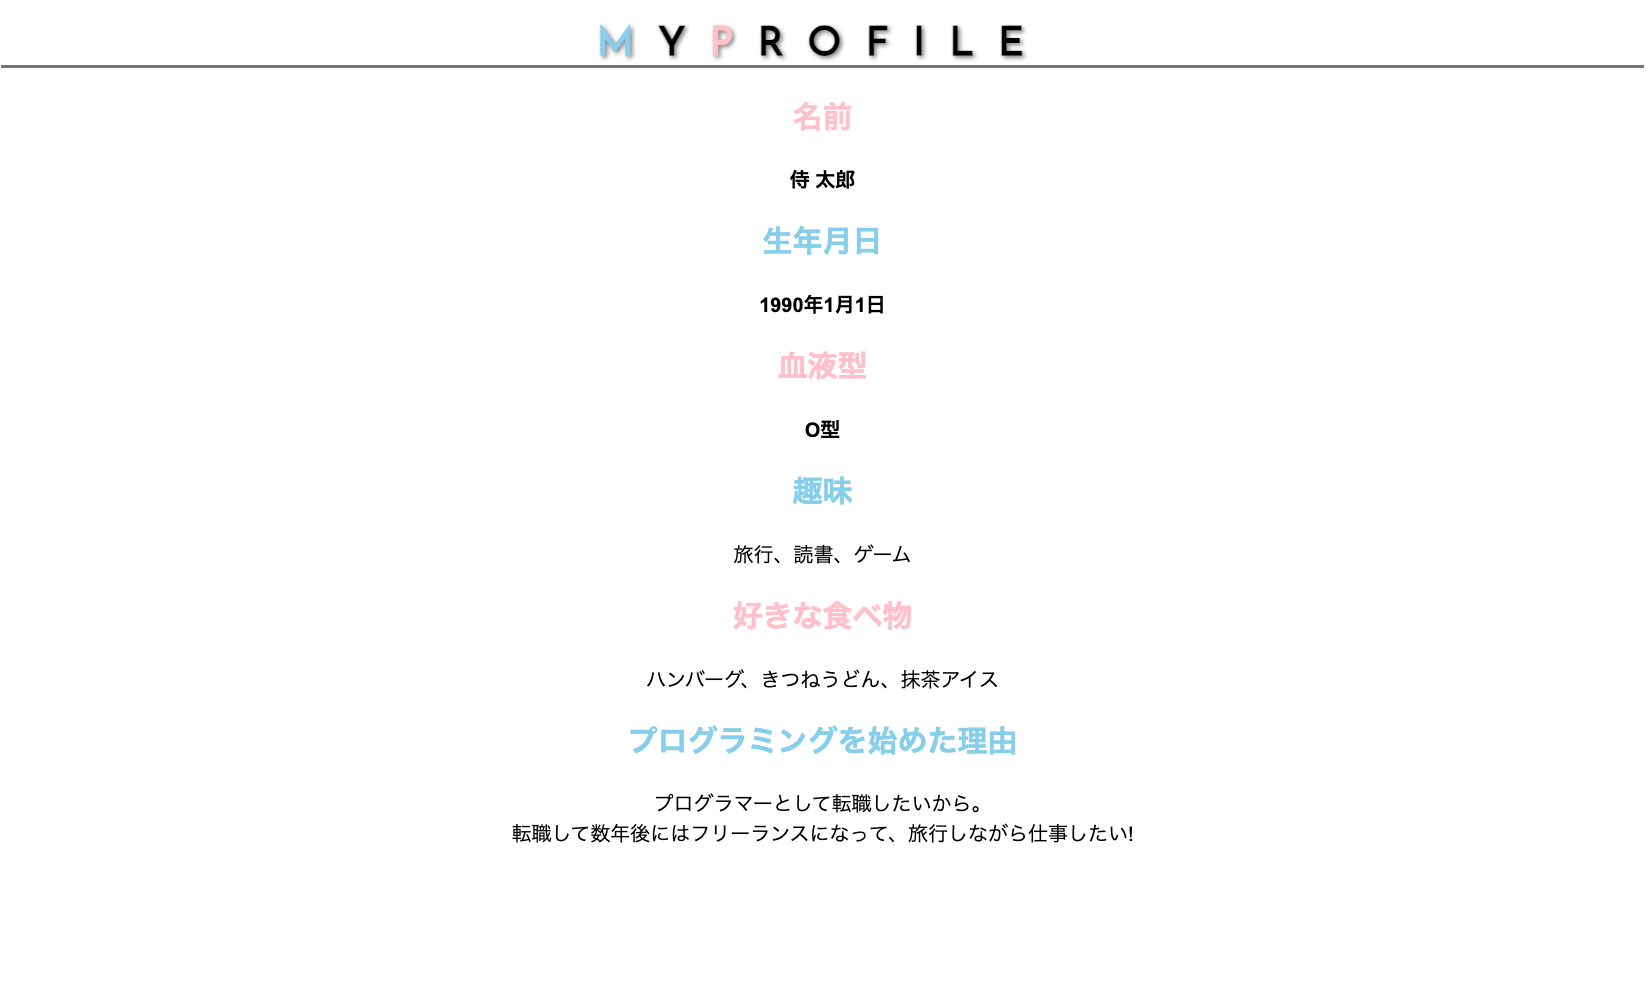 MYPROFILE
名前
侍 太郎
生年月日
1990年1月1日
血液型
O型
趣味
旅行、読書、ゲーム
好きな食べ物
ハンバーグ、きつねうどん、抹茶アイス
プログラミングを始めた理由
プログラマーとして転職したいから。
転職して数年後にはフリーランスになって、旅行しながら仕事したい!